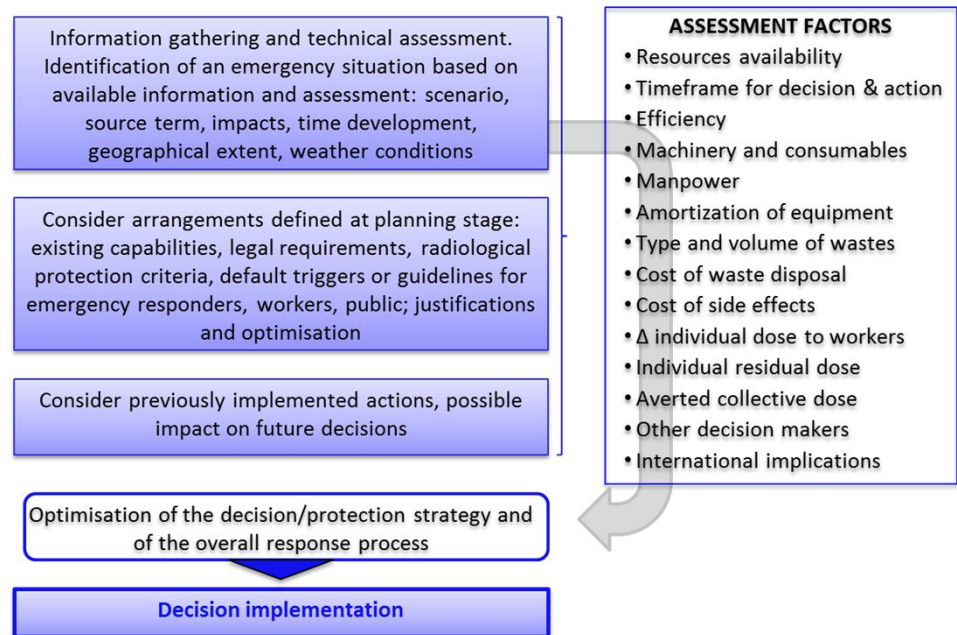 Information gathering and technical assessment.
Identification of an emergency situation based on
available information and assessment: scenario,
source term, impacts, time development,
geographical extent, weather conditions
Consider arrangements defined at planning stage:
existing capabilities, legal requirements, radiological
protection criteria, default triggers or guidelines for
emergency responders, workers, public; justifications
and optimisation
Consider previously implemented actions, possible
impact on future decisions
Optimisation of the decision/protection strategy and
of the overall response process
Decision implementation
ASSESSMENT FACTORS
• Resources availability
• Timeframe for decision & action
• Efficiency
• Machinery and consumables
• Manpower
• Amortization of equipment
• Type and volume of wastes
• Cost of waste disposal
• Cost of side effects
• Δ individual dose to workers
• Individual residual dose
• Averted collective dose
• Other decision makers
• International implications